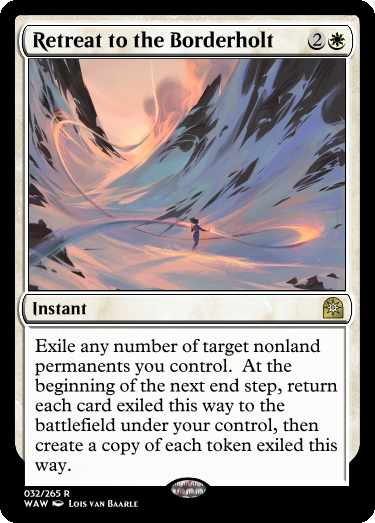 Retreat to the Borderholt 2
Instant
Exile any number of target nonland
permanents you control.  At the
beginning of the next end step, return
each card exiled this way to the
battlefield under your control, then
create a copy of each token exiled this
way.
032/265 R
WAW LOIS VAN BAARLE